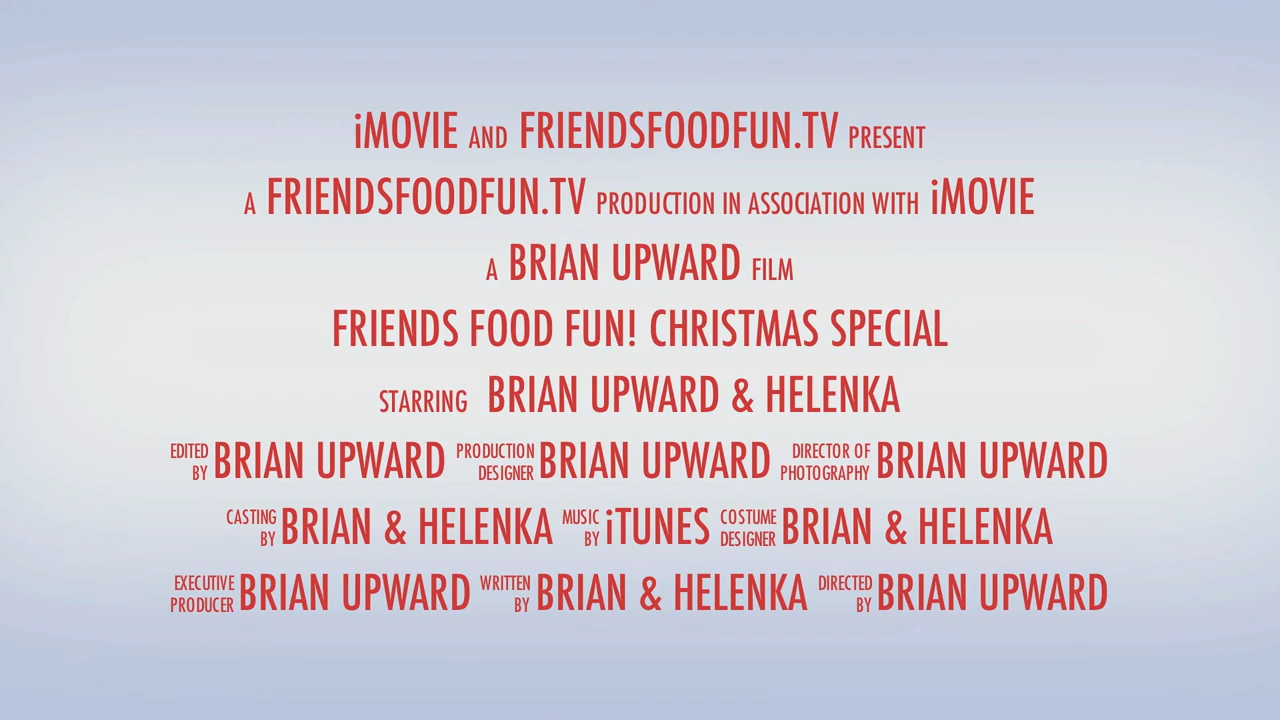 iMOVIE AND FRIENDSFOODFUN.TV PRESENT
A FRIENDSFOODFUN.TV PRODUCTION IN ASSOCIATION WITH iMOVIE
A BRIAN UPWARD FILM
FRIENDS FOOD FUN! CHRISTMAS SPECIAL
STARRING BRIAN UPWARD & HELENKA
EDITED BY BRIAN UPWARD PRODUCTION DESIGNER BRIAN UPWARD DIRECTOR OF PHOTOGRAPHY BRIAN UPWARD
CASTING BY BRIAN & HELENKA MUSIC BY iTUNES COSTUME DESIGNER BRIAN & HELENKA
EXECUTIVE PRODUCER BRIAN UPWARD WRITTEN BY BRIAN & HELENKA DIRECTED BY BRIAN UPWARD